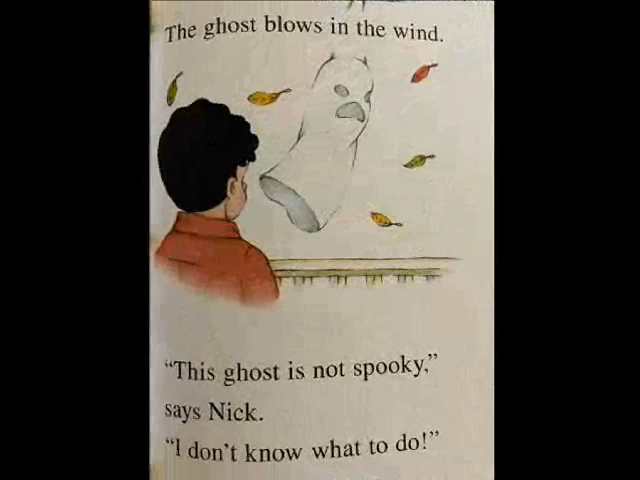 The ghost blows in the wind.
“This ghost is not spooky,”
says Nick.
“I don't know what to do!”